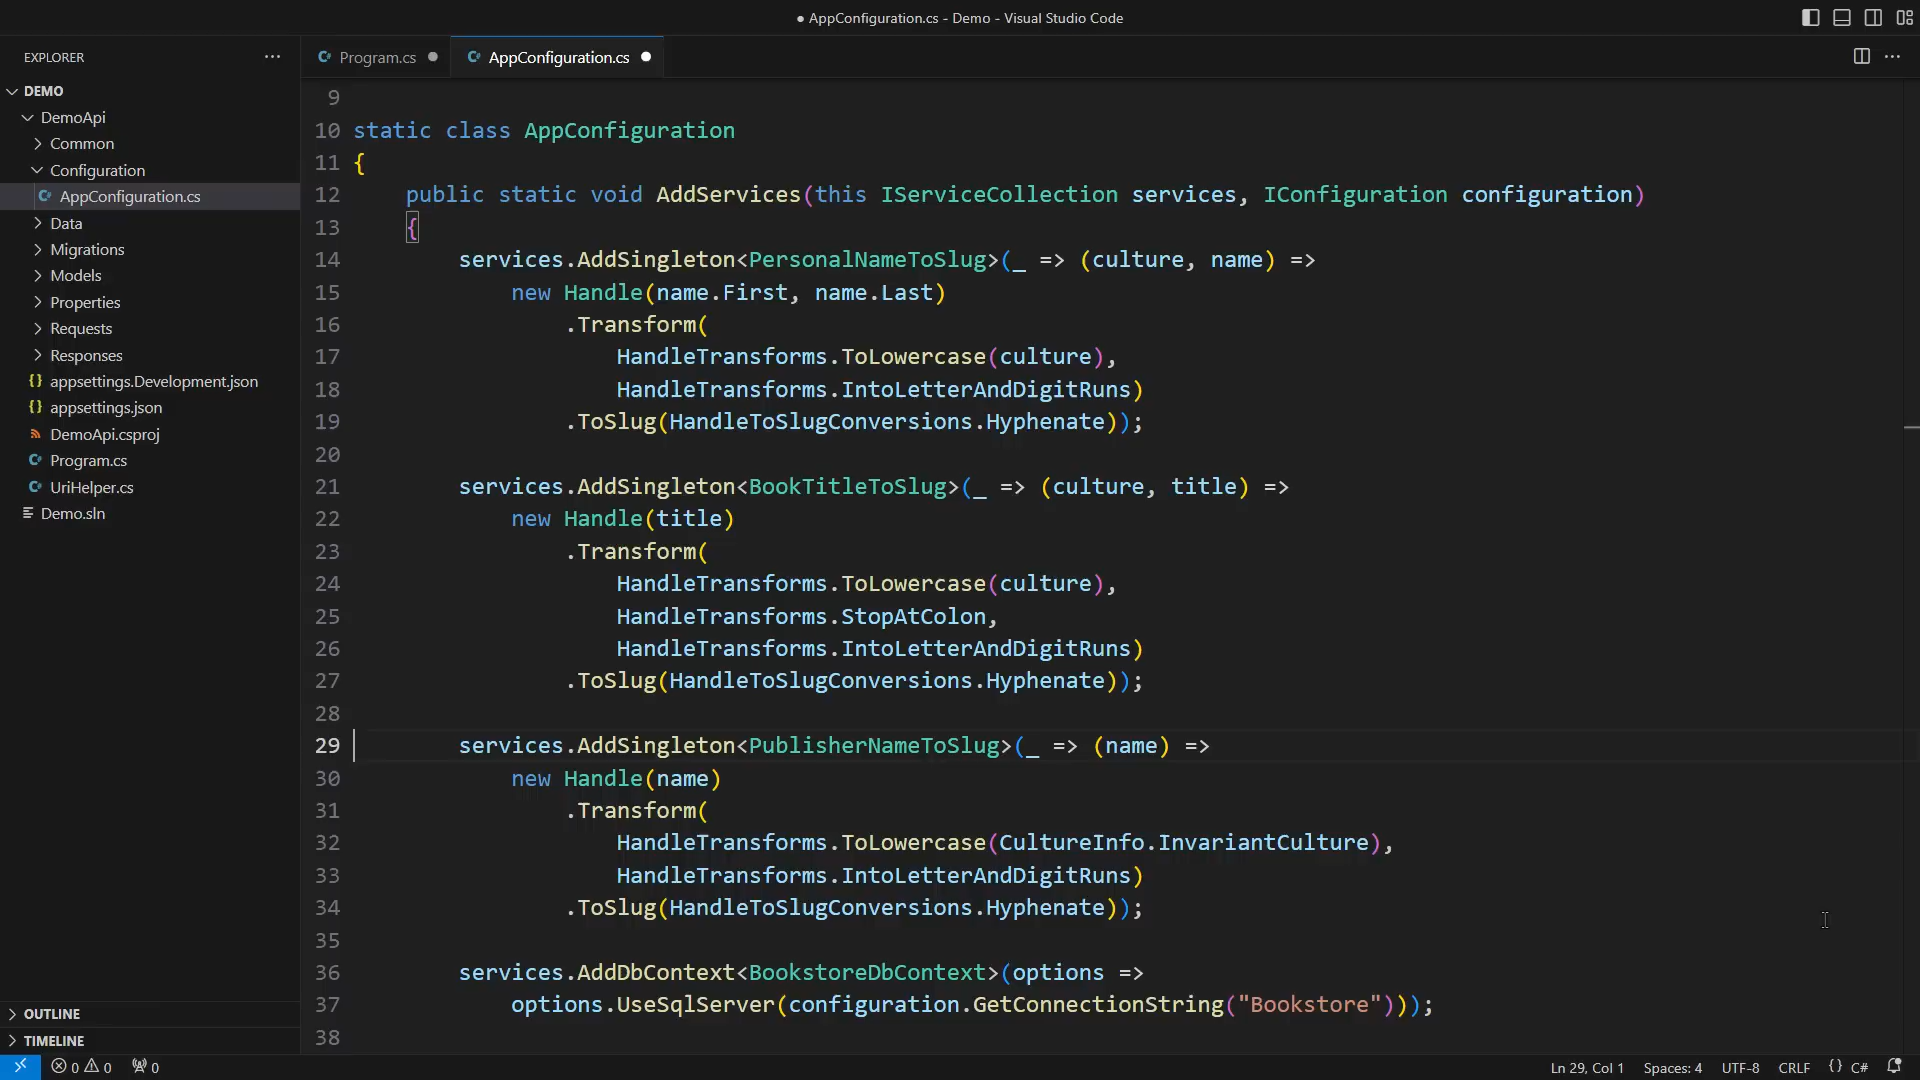 ● AppConfiguration.cs - Demo - Visual Studio Code
EXPLORER
Program.cs
AppConfiguration.cs
DEMO
DemoApi
Common
Configuration
AppConfiguration.cs
Data
Migrations
Models
Properties
Requests
Responses
appsettings.Development.json
appsettings.json
DemoApi.csproj
Program.cs
UriHelper.cs
Demo.sln
OUTLINE
TIMELINE
9
10 static class AppConfiguration
11 {
12     public static void AddServices(this IServiceCollection services, IConfiguration configuration)
13     {
14         services.AddSingleton<PersonalNameToSlug>(_ => (culture, name) =>
15             new Handle(name.First, name.Last)
16                 .Transform(
17                     HandleTransforms.ToLowercase(culture),
18                     HandleTransforms.IntoLetterAndDigitRuns)
19                 .ToSlug(HandleToSlugConversions.Hyphenate));
20
21         services.AddSingleton<BookTitleToSlug>(_ => (culture, title) =>
22             new Handle(title)
23                 .Transform(
24                     HandleTransforms.ToLowercase(culture),
25                     HandleTransforms.StopAtColon,
26                     HandleTransforms.IntoLetterAndDigitRuns)
27                 .ToSlug(HandleToSlugConversions.Hyphenate));
28
29         services.AddSingleton<PublisherNameToSlug>(_ => (name) =>
30             new Handle(name)
31                 .Transform(
32                     HandleTransforms.ToLowercase(CultureInfo.InvariantCulture),
33                     HandleTransforms.IntoLetterAndDigitRuns)
34                 .ToSlug(HandleToSlugConversions.Hyphenate));
35
36         services.AddDbContext<BookstoreDbContext>(options =>
37             options.UseSqlServer(configuration.GetConnectionString("Bookstore")));
38
0 0 0
Ln 29, Col 1 Spaces: 4 UTF-8 CRLF {} C#